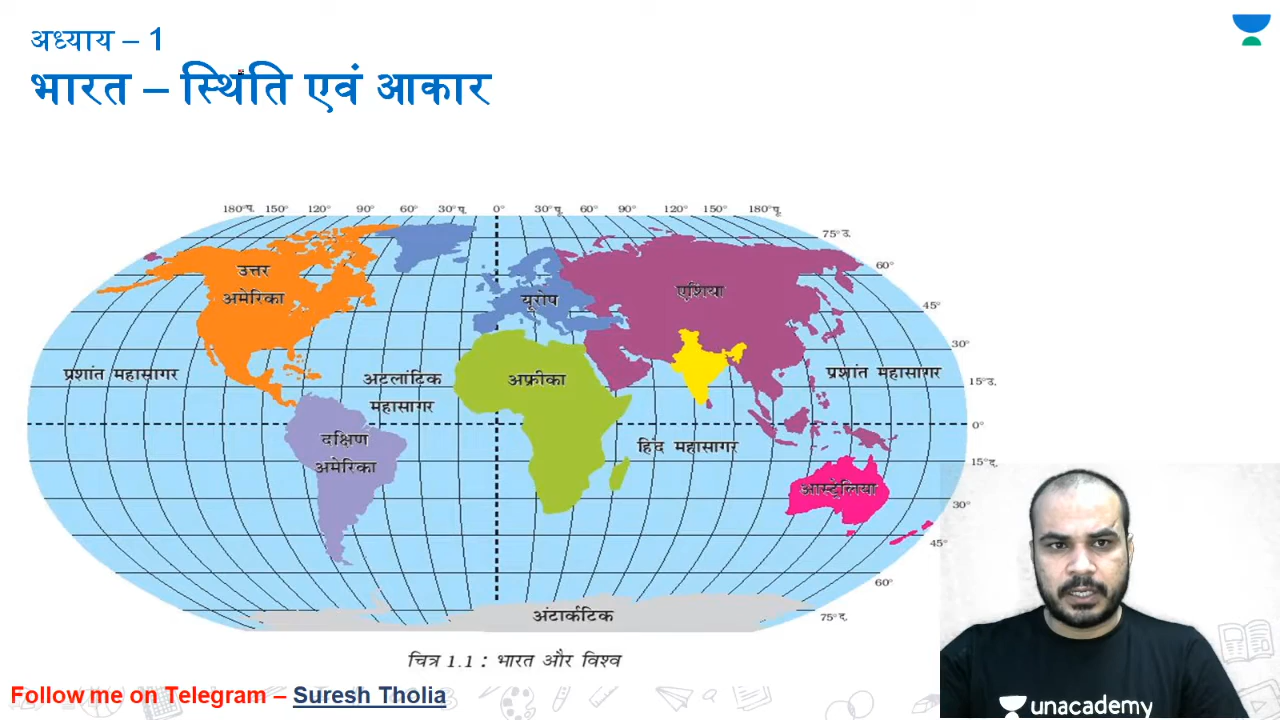 अध्याय – 1
भारत – स्थिति एवं आकार
180°प. 150° 120° 90° 60° 30°प. 0° 30°पू. 60° 90° 120° 150° 180°पू.
75°उ.
60°
45°
30°
15°उ.
0°
15°द.
30°
45°
60°
75°द.
उत्तर
अमेरिका
यूरोप
एशिया
प्रशांत महासागर
अटलांटिक
महासागर
अफ्रीका
प्रशांत महासागर
दक्षिण
अमेरिका
हिंद महासागर
आस्ट्रेलिया
अंटार्कटिक
चित्र 1.1 : भारत और विश्व
Follow me on Telegram – Suresh Tholia
unacademy